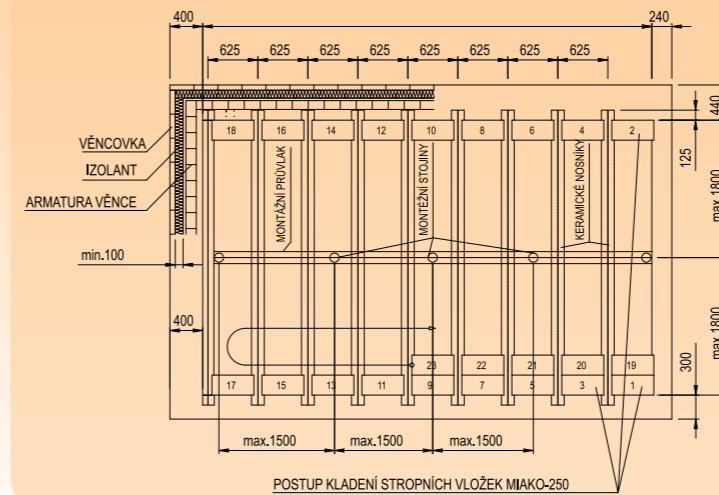 400 240
625 625 625 625 625 625 625 625
440
18 16 14 12 10 8 6 4 2
VĚNCOVKA
IZOLANT
ARMATURA VĚNCE
MONTÁŽNÍ PRŮVLAK
MONTĚŽNÍ STOJINY
KERAMICKÉ NOSNÍKY
125
max.1800
min.100
400
max.1800
23 22 21 20 19
17 15 13 11 9 7 5 3 1
300
max.1500 max.1500 max.1500
POSTUP KLADENÍ STROPNÍCH VLOŽEK MIAKO-250